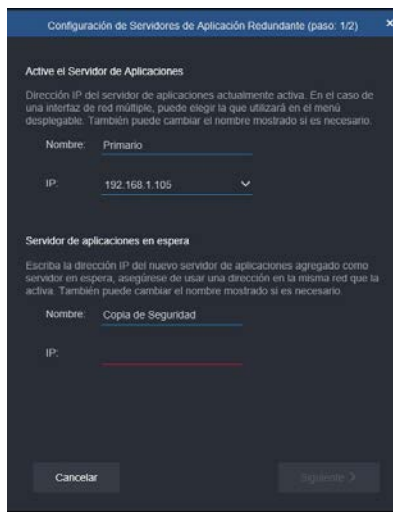 Configuración de Servidores de Aplicación Redundante (paso: 1/2)
Active el Servidor de Aplicaciones
Dirección IP del servidor de aplicaciones actualmente activa. En el caso de
una interfaz de red múltiple, puede elegir la que utilizará en el menú
desplegable. También puede cambiar el nombre mostrado si es necesario.
Nombre: Primario
IP: 192.168.1.105
Servidor de aplicaciones en espera
Escriba la dirección IP del nuevo servidor de aplicaciones agregado como
servidor en espera, asegúrese de usar una dirección en la misma red que la
activa. También puede cambiar el nombre mostrado si es necesario.
Nombre: Copia de Seguridad
IP:
Cancelar Siguiente